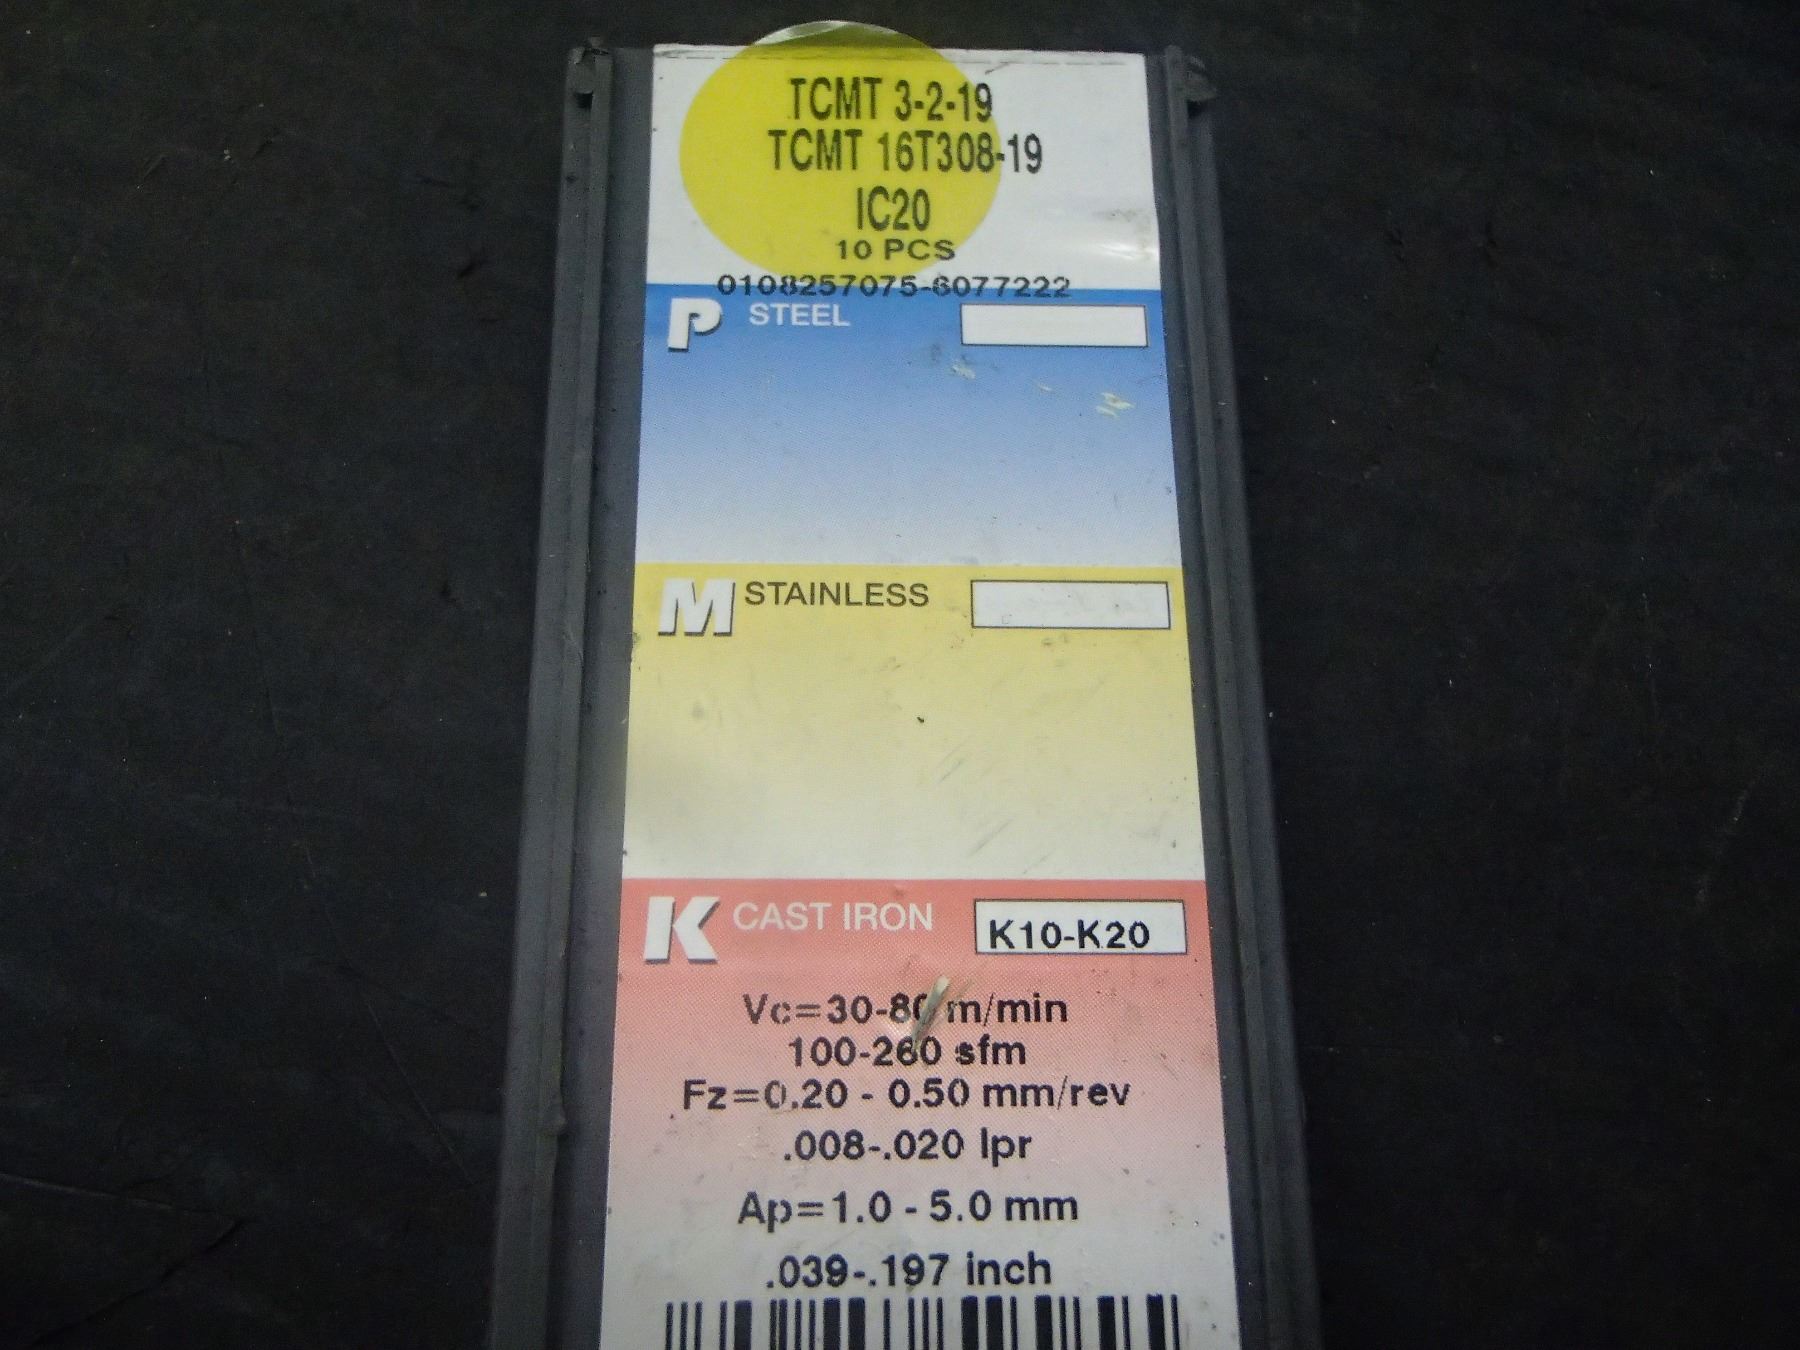 TCMT 3-2-19
TCMT 16T308-19
IC20
10 PCS
0108257075-6077222
P STEEL
M STAINLESS
K CAST IRON K10-K20
Vc=30-80 m/min
100-260 sfm
Fz=0.20 - 0.50 mm/rev
.008-.020 Ipr
Ap=1.0 - 5.0 mm
.039-.197 inch